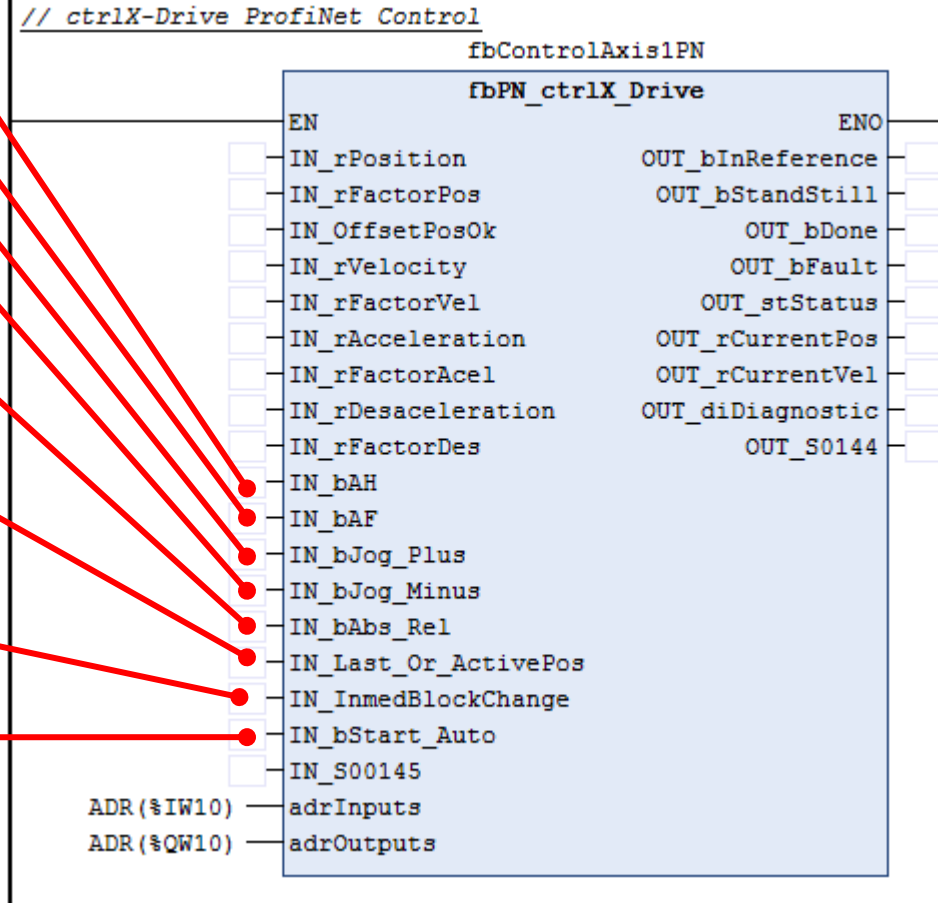 // ctrlX-Drive ProfiNet Control
fbControlAxis1PN
fbPN_ctrlX_Drive
EN ENO
IN_rPosition OUT_bInReference
IN_rFactorPos OUT_bStandStill
IN_OffsetPosOk OUT_bDone
IN_rVelocity OUT_bFault
IN_rFactorVel OUT_stStatus
IN_rAcceleration OUT_rCurrentPos
IN_rFactorAcel OUT_rCurrentVel
IN_rDesaceleration OUT_diDiagnostic
IN_rFactorDes OUT_S0144
IN_bAH
IN_bAF
IN_bJog_Plus
IN_bJog_Minus
IN_bAbs_Rel
IN_Last_Or_ActivePos
IN_InmedBlockChange
IN_bStart_Auto
IN_S00145
ADR(%IW10) adrInputs
ADR(%QW10) adrOutputs